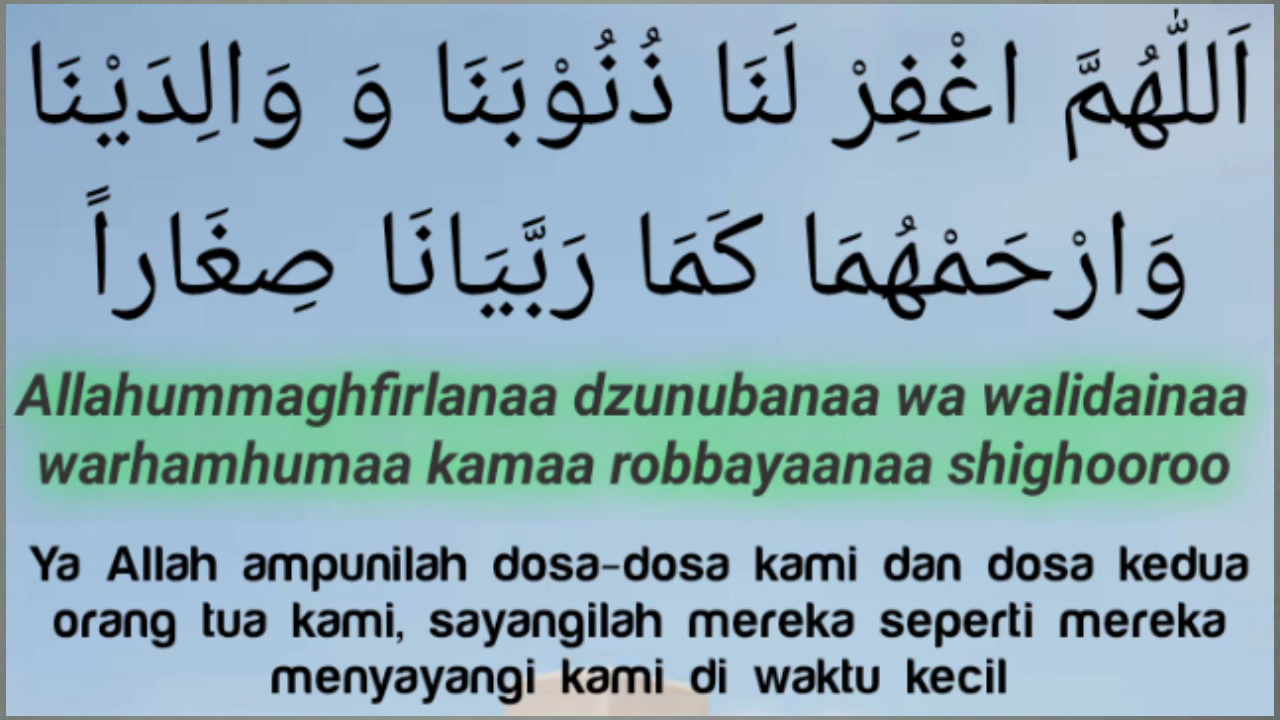 اَللّٰهُمَّ اغْفِرْ لَنَا ذُنُوْبَنَا وَ وَالِدَيْنَا
وَارْحَمْهُمَا كَمَا رَبَّيَانَا صِغَاراً
Allahummaghfirlanaa dzunubanaa wa walidainaa
warhamhumaa kamaa robbayaanaa shighooroo
Ya Allah ampunilah dosa-dosa kami dan dosa kedua
orang tua kami, sayangilah mereka seperti mereka
menyayangi kami di waktu kecil